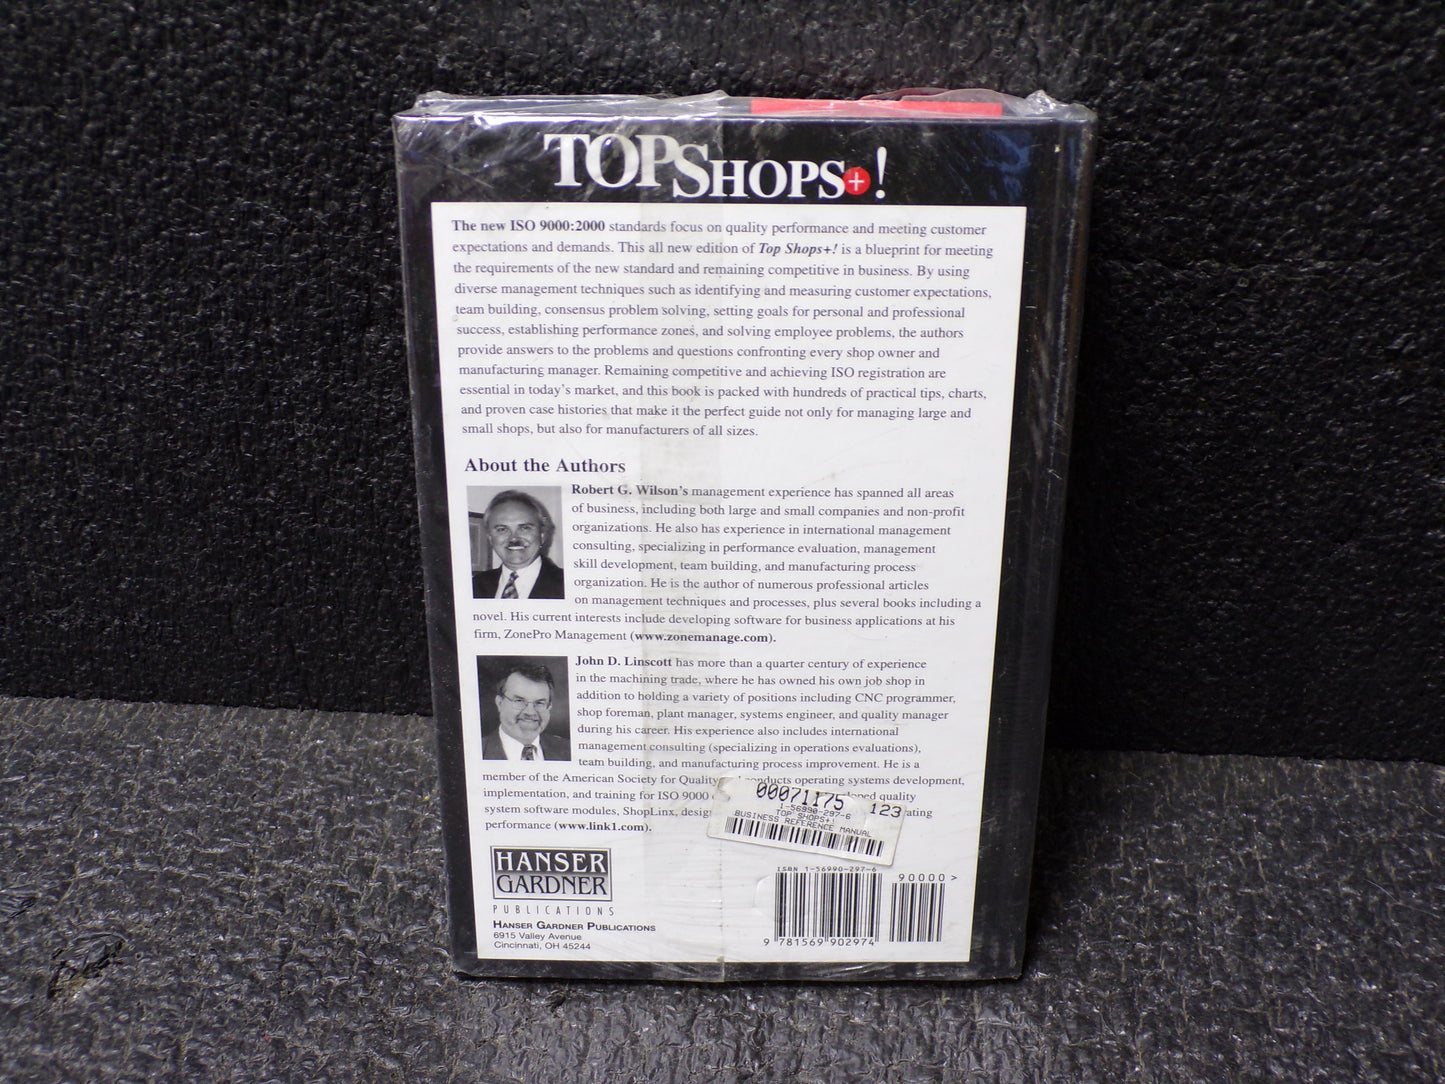 TOPSHOPS+!
The new ISO 9000:2000 standards focus on quality performance and meeting customer
expectations and demands. This all new edition of Top Shops+! is a blueprint for meeting
the requirements of the new standard and remaining competitive in business. By using
diverse management techniques such as identifying and measuring customer expectations,
team building, consensus problem solving, setting goals for personal and professional
success, establishing performance zones, and solving employee problems, the authors
provide answers to the problems and questions confronting every shop owner and
manufacturing manager. Remaining competitive and achieving ISO registration are
essential in today's market, and this book is packed with hundreds of practical tips, charts,
and proven case histories that make it the perfect guide not only for managing large and
small shops, but also for manufacturers of all sizes.
About the Authors
Robert G. Wilson's management experience has spanned all areas
of business, including both large and small companies and non-profit
organizations. He also has experience in international management
consulting, specializing in performance evaluation, management
skill development, team building, and manufacturing process
organization. He is the author of numerous professional articles
on management techniques and processes, plus several books including a
novel. His current interests include developing software for business applications at his
firm, ZonePro Management (www.zonemanage.com).
John D. Linscott has more than a quarter century of experience
in the machining trade, where he has owned his own job shop in
addition to holding a variety of positions including CNC programmer,
shop foreman, plant manager, systems engineer, and quality manager
during his career. His experience also includes international
management consulting (specializing in operations evaluations),
team building, and manufacturing process improvement. He is a
member of the American Society for Quality conducts operating systems development,
implementation, and training for ISO 9000 quality
system software modules, ShopLinx,
performance (www.link1.com).
00071175 123
1-56990-297-6
TOP SHOPS+!
BUSINESS REFERENCE MANUAL
HANSER
GARDNER
PUBLICATIONS
HANSER GARDNER PUBLICATIONS
6915 Valley Avenue
Cincinnati, OH 45244
ISBN 1-56990-297-6
90000>
9 781569 902974